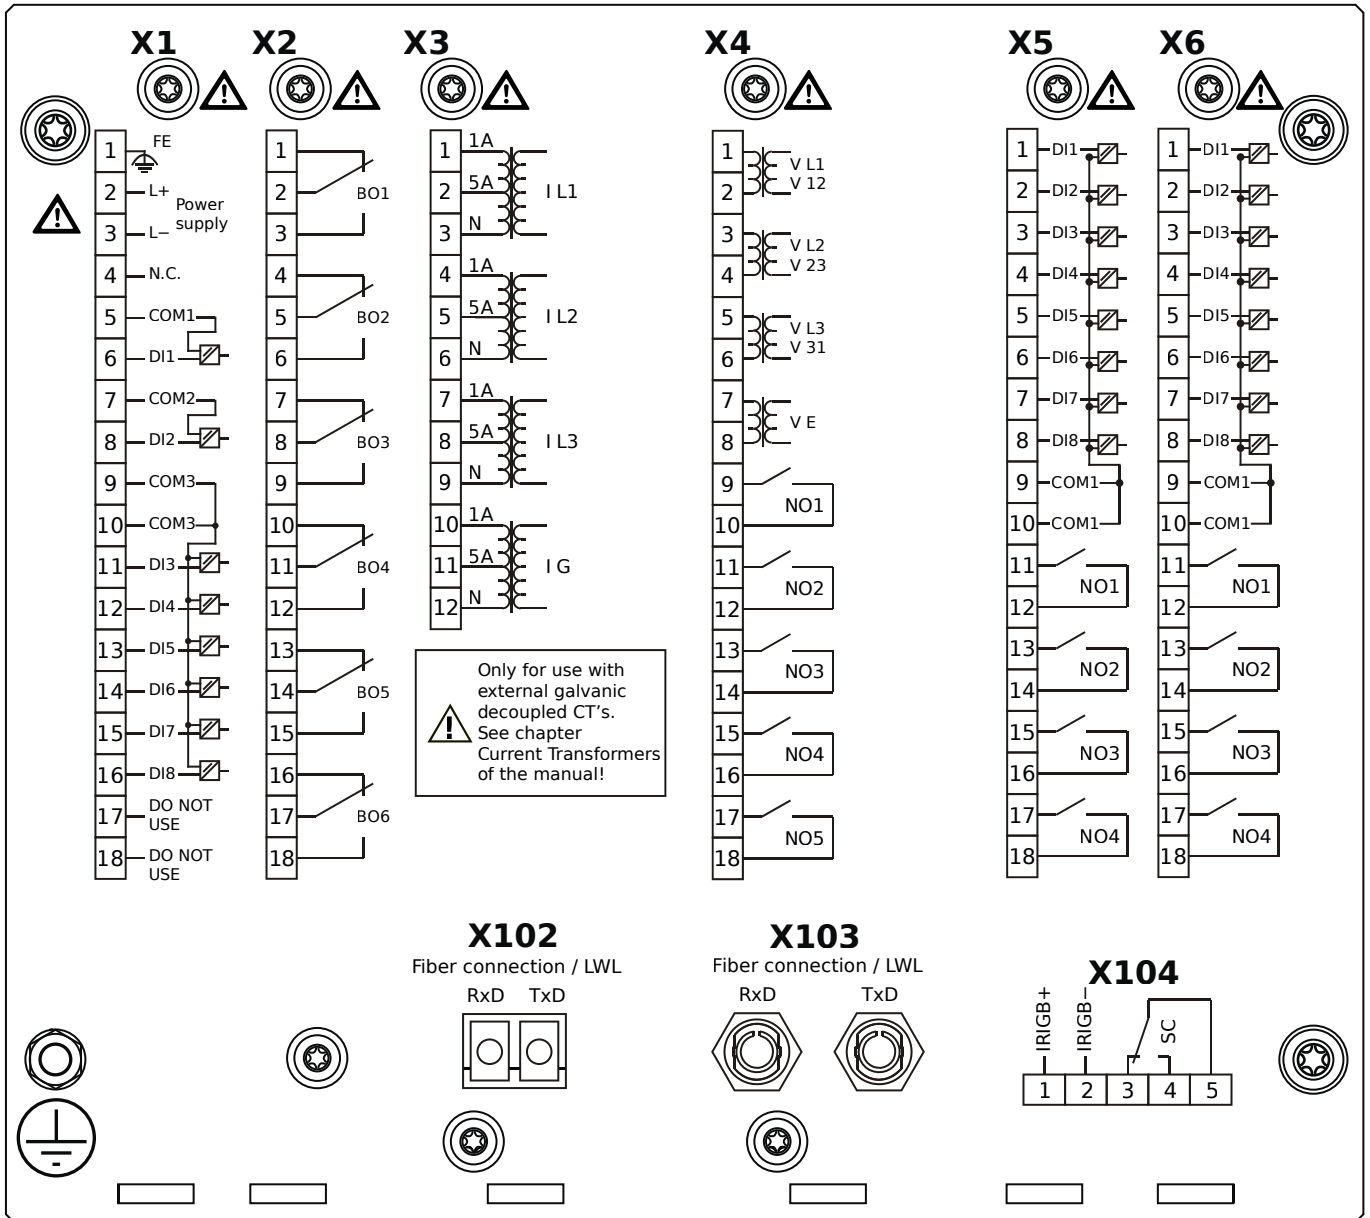 X1
X2
X3
X4
X5
X6
1 FE
2 L+
Power
supply
3 L−
4 N.C.
5 COM1
6 DI1
7 COM2
8 DI2
9 COM3
10 COM3
11 DI3
12 DI4
13 DI5
14 DI6
15 DI7
16 DI8
17 DO NOT
USE
18 DO NOT
USE
1
2 BO1
3
4
5 BO2
6
7
8 BO3
9
10
11 BO4
12
13
14 BO5
15
16
17 BO6
18
1 1A
2 5A I L1
3 N
4 1A
5 5A I L2
6 N
7 1A
8 5A I L3
9 N
10 1A
11 5A I G
12 N
Only for use with
external galvanic
decoupled CT's.
See chapter
Current Transformers
of the manual!
1 V L1
2 V 12
3 V L2
4 V 23
5 V L3
6 V 31
7
V E
8
9
NO1
10
11
NO2
12
13
NO3
14
15
NO4
16
17
NO5
18
1 DI1
2 DI2
3 DI3
4 DI4
5 DI5
6 DI6
7 DI7
8 DI8
9 COM1
10 COM1
11
NO1
12
13
NO2
14
15
NO3
16
17
NO4
18
1 DI1
2 DI2
3 DI3
4 DI4
5 DI5
6 DI6
7 DI7
8 DI8
9 COM1
10 COM1
11
NO1
12
13
NO2
14
15
NO3
16
17
NO4
18
X102
Fiber connection / LWL
RxD TxD
X103
Fiber connection / LWL
RxD TxD
X104
IRIGB+
IRIGB−
SC
1 2 3 4 5